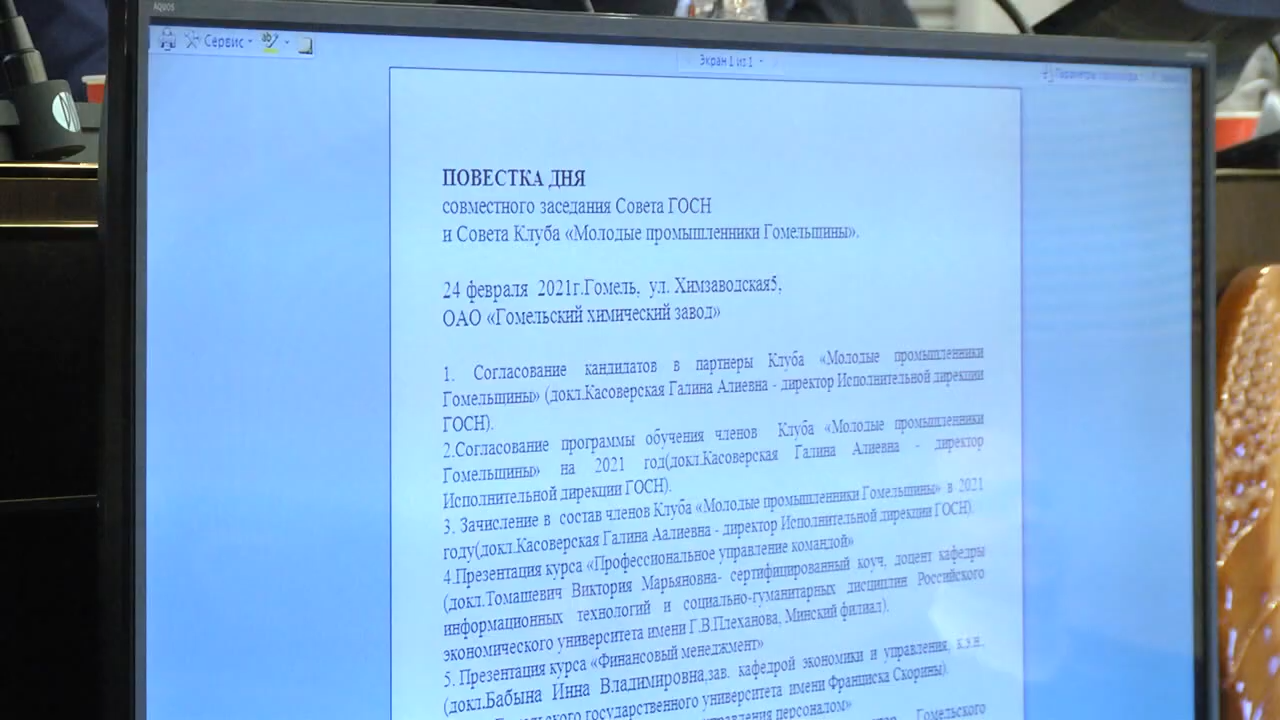 AQUOS
Сервис
Экран 1 из 1
ПОВЕСТКА ДНЯ
совместного заседания Совета ГОСН
и Совета Клуба «Молодые промышленники Гомельщины».
24 февраля 2021г.Гомель, ул. Химзаводская5,
ОАО «Гомельский химический завод»
1. Согласование кандидатов в партнеры Клуба «Молодые промышленники
Гомельщины» (докл.Касоверская Галина Алиевна - директор Исполнительной дирекции
ГОСН).
2.Согласование программы обучения членов Клуба «Молодые промышленники
Гомельщины» на 2021 год(докл.Касоверская Галина Алиевна - директор
Исполнительной дирекции ГОСН).
3. Зачисление в состав членов Клуба «Молодые промышленники Гомельщины» в 2021
году(докл.Касоверская Галина Аалиевна - директор Исполнительной дирекции ГОСН).
4.Презентация курса «Профессиональное управление командой»
(докл.Томашевич Виктория Марьяновна- сертифицированный коуч, доцент кафедры
информационных технологий и социально-гуманитарных дисциплин Российского
экономического университета имени Г.В.Плеханова, Минский филиал).
5. Презентация курса «Финансовый менеджмент»
(докл.Бабына Инна Владимировна,зав. кафедрой экономики и управления, к.э.н.,
Гомельского государственного университета имени Франциска Скорины).
управления персоналом»
Гомельского